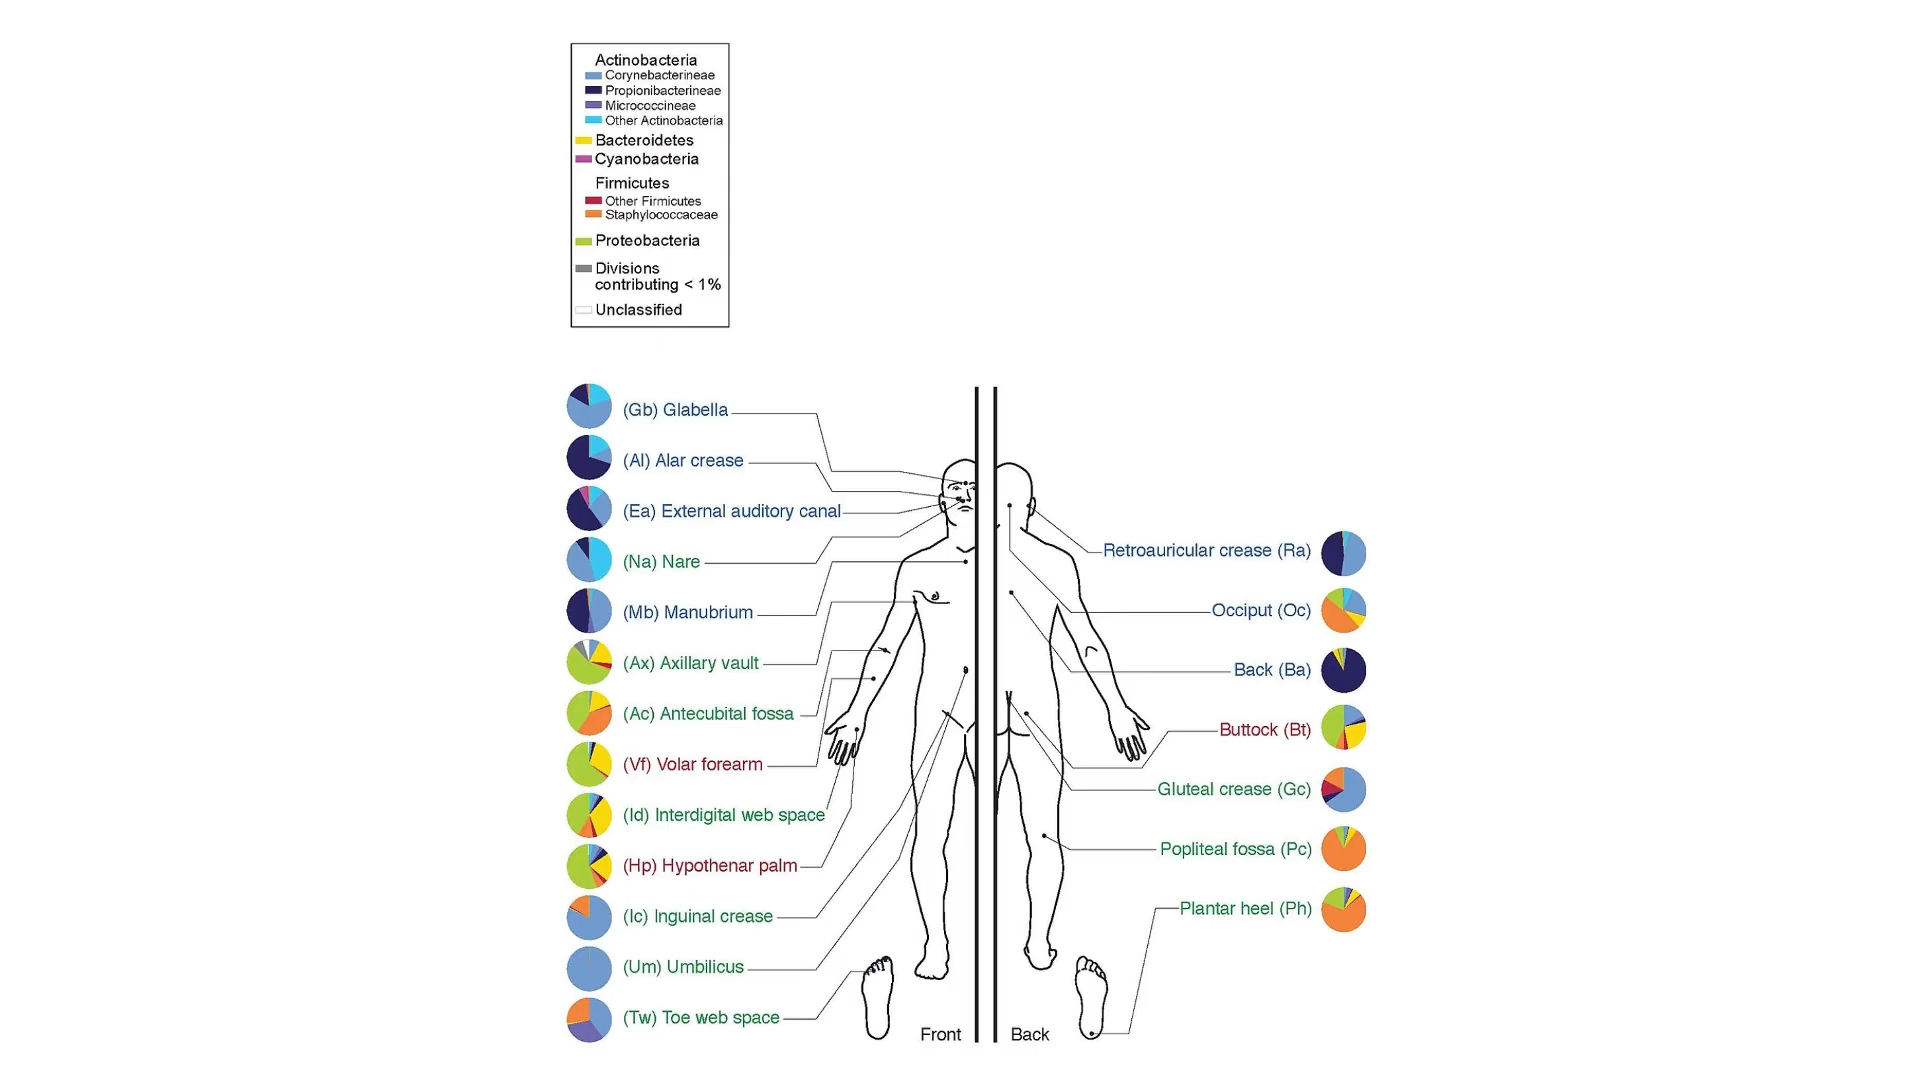 Actinobacteria
Corynebacterineae
Propionibacterineae
Micrococcineae
Other Actinobacteria
Bacteroidetes
Cyanobacteria
Firmicutes
Other Firmicutes
Staphylococcaceae
Proteobacteria
Divisions
contributing < 1%
Unclassified
(Gb) Glabella
(Al) Alar crease
(Ea) External auditory canal
(Na) Nare
(Mb) Manubrium
(Ax) Axillary vault
(Ac) Antecubital fossa
(Vf) Volar forearm
(Id) Interdigital web space
(Hp) Hypothenar palm
(Ic) Inguinal crease
(Um) Umbilicus
(Tw) Toe web space
Front
Back
Retroauricular crease (Ra)
Occiput (Oc)
Back (Ba)
Buttock (Bt)
Gluteal crease (Gc)
Popliteal fossa (Pc)
Plantar heel (Ph)